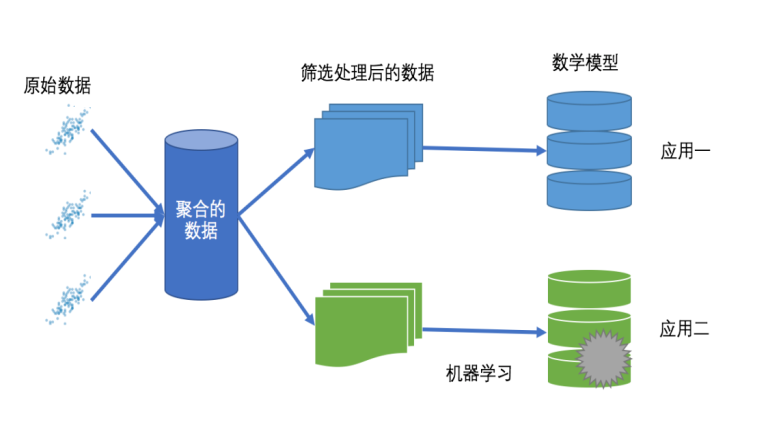 原始数据
筛选处理后的数据
数学模型
聚合的
数据
应用一
应用二
机器学习